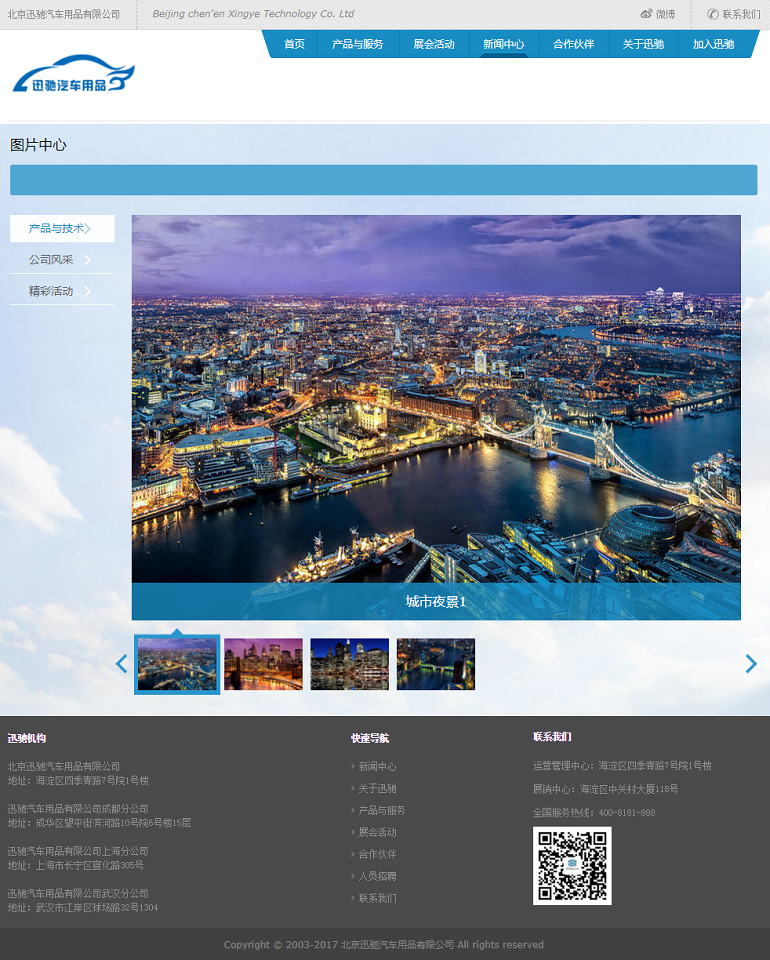 北京迅驰汽车用品有限公司
Beijing chen'en Xingye Technology Co. Ltd
微博
联系我们
首页 产品与服务 展会活动 新闻中心 合作伙伴 关于迅驰 加入迅驰
迅驰汽车用品
图片中心
产品与技术
公司风采
精彩活动
城市夜景1
迅驰机构
北京迅驰汽车用品有限公司
地址：海淀区四季青路7号院1号楼
迅驰汽车用品有限公司成都分公司
地址：成华区望平街滨河路10号院6号楼15层
迅驰汽车用品有限公司上海分公司
地址：上海市长宁区宣化路305号
迅驰汽车用品有限公司武汉分公司
地址：武汉市江岸区球场路32号1304
快速导航
> 新闻中心
> 关于迅驰
> 产品与服务
> 展会活动
> 合作伙伴
> 人员招聘
> 联系我们
联系我们
运营管理中心：海淀区四季青路7号院1号楼
展销中心：海淀区中关村大厦118号
全国服务热线：400-8181-888
Copyright © 2003-2017 北京迅驰汽车用品有限公司 All rights reserved